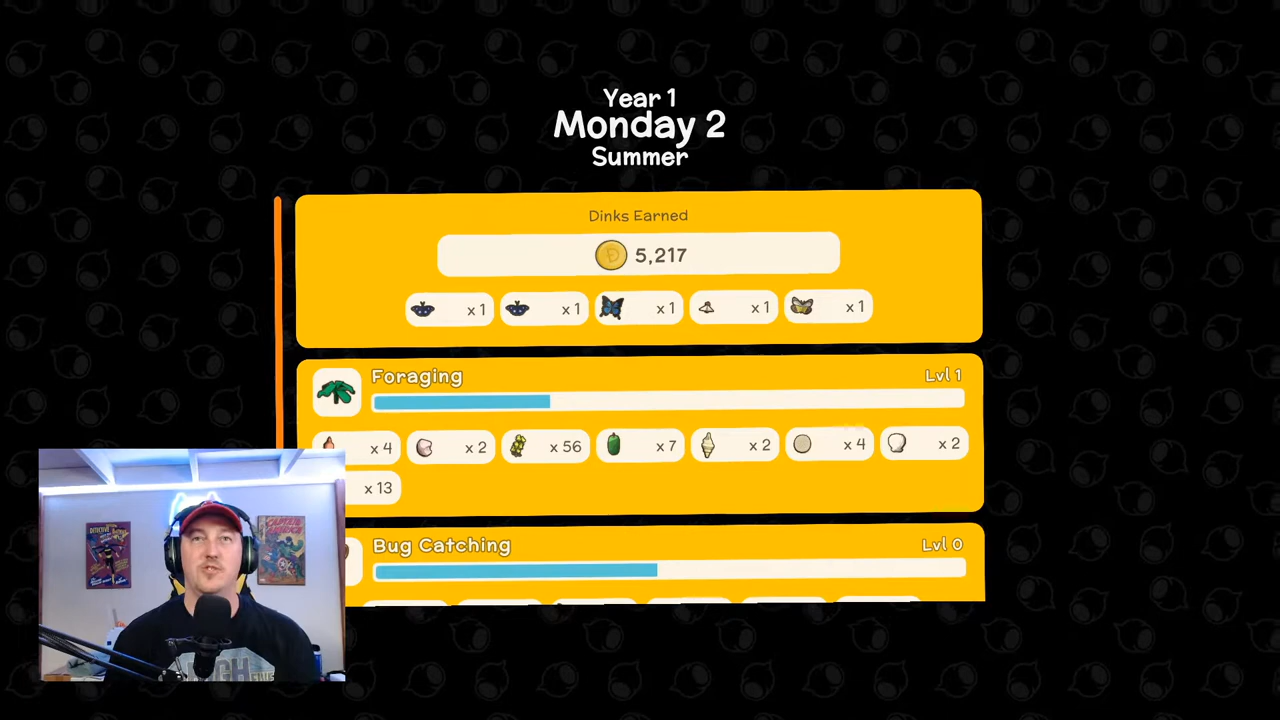 Year 1
Monday 2
Summer
Dinks Earned
5,217
x 1 x 1 x 1 x 1 x 1
Foraging Lvl 1
x 4 x 2 x 56 x 7 x 2 x 4 x 2
x 13
Bug Catching Lvl 0